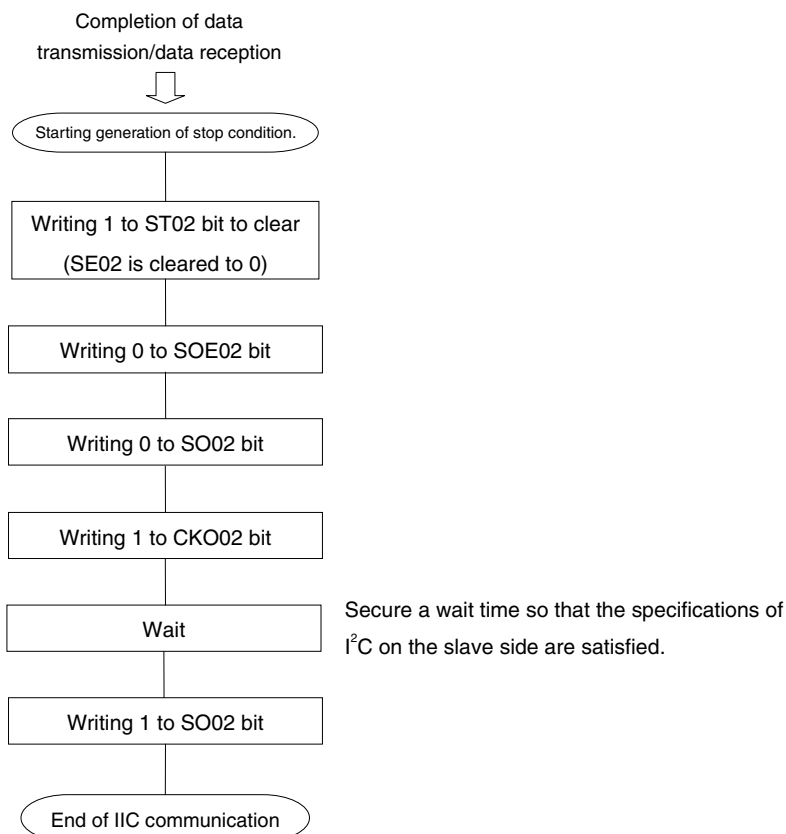 Completion of data
transmission/data reception
Starting generation of stop condition.
Writing 1 to ST02 bit to clear
(SE02 is cleared to 0)
Writing 0 to SOE02 bit
Writing 0 to SO02 bit
Writing 1 to CKO02 bit
Wait
Secure a wait time so that the specifications of
I²C on the slave side are satisfied.
Writing 1 to SO02 bit
End of IIC communication